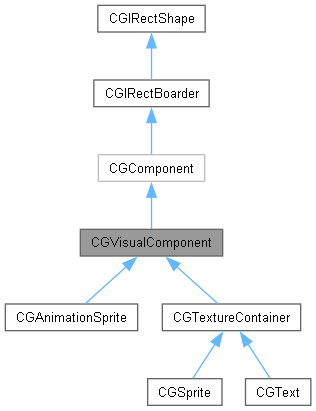 CGIRectShape
CGIRectBoarder
CGComponent
CGVisualComponent
CGAnimationSprite
CGTextureContainer
CGSprite
CGText